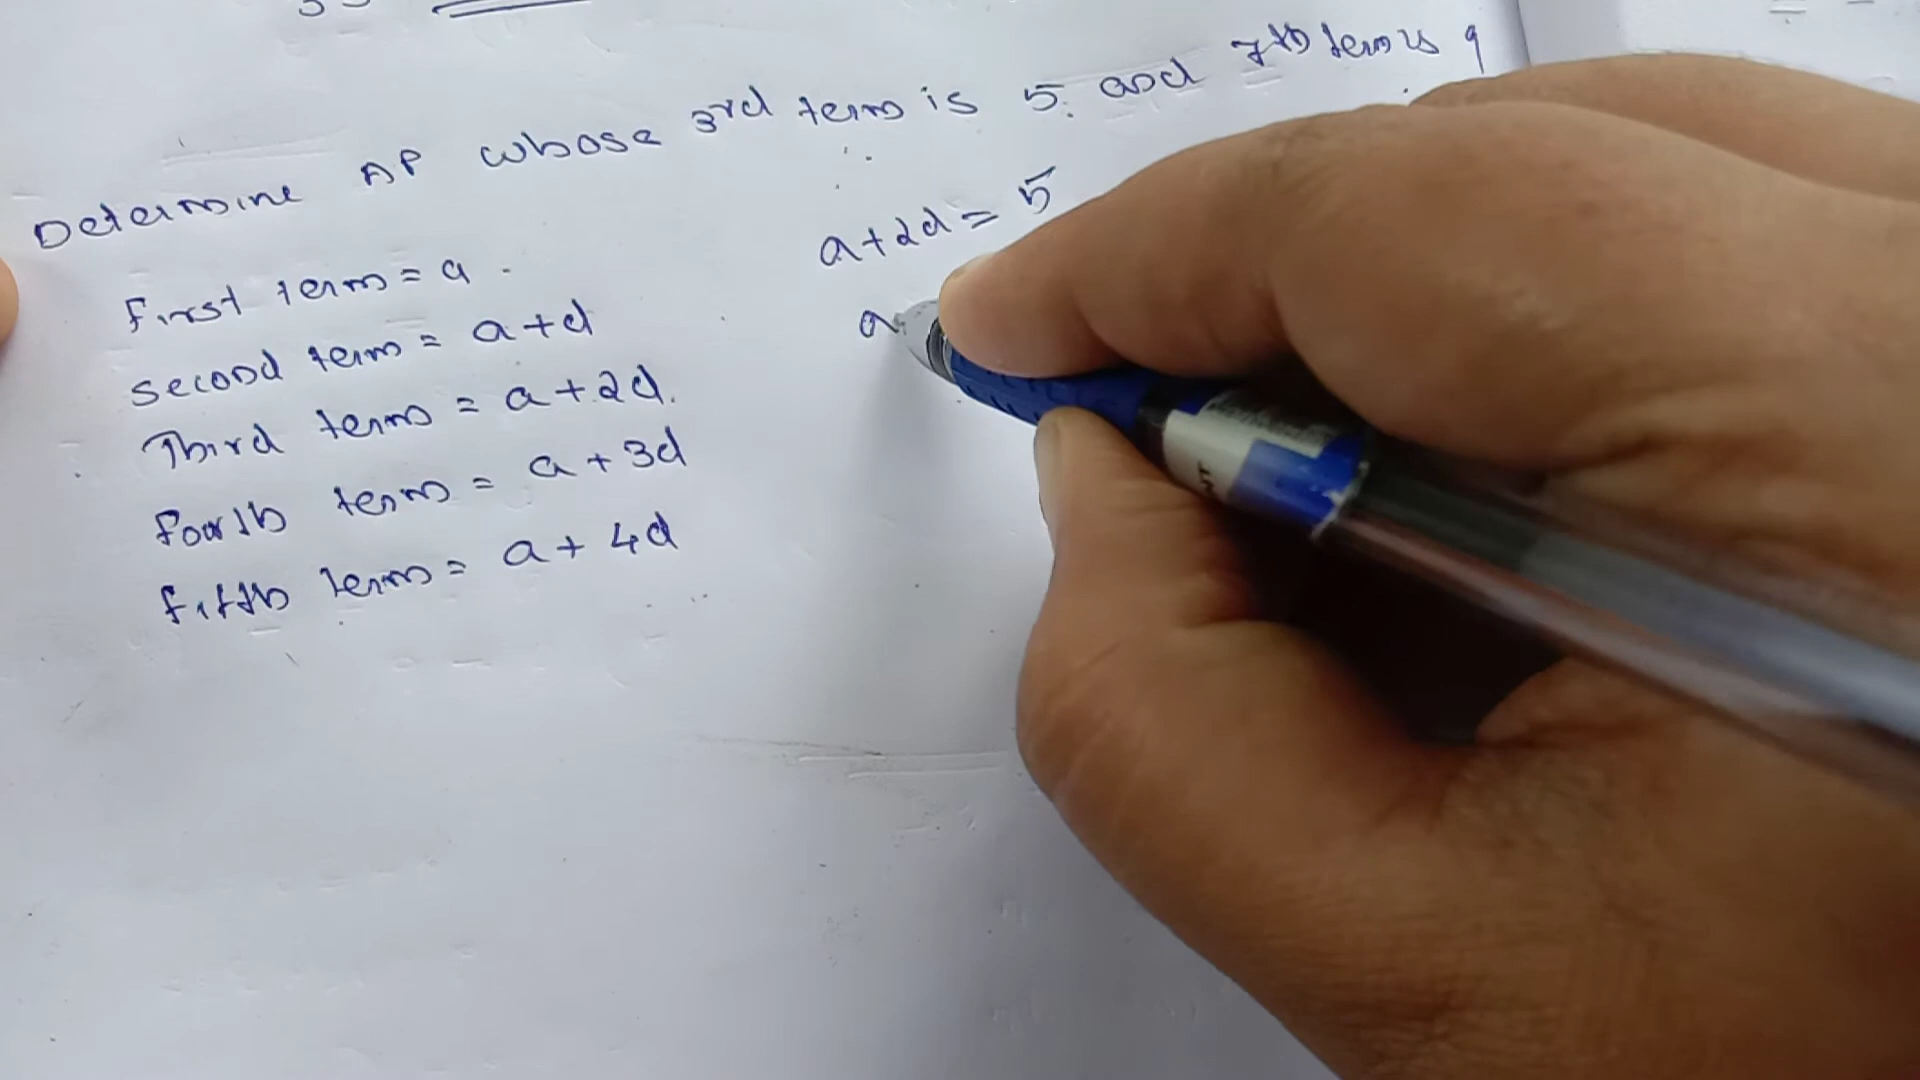 Determine AP whose 3rd term is 5. and 7th term is 9
First term = a
second term = a+d
Third term = a+2d.
fourth term = a+3d
fifth term = a+4d
a+2d = 5
a